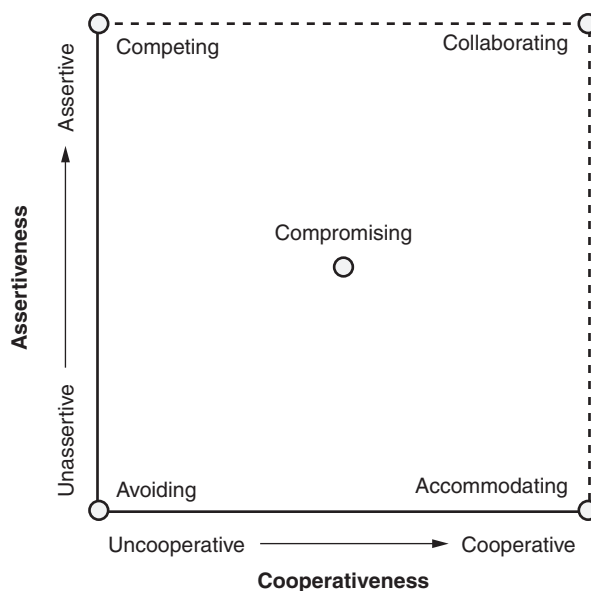 Competing
Collaborating
Assertive
Compromising
Assertiveness
Unassertive
Avoiding
Accommodating
Uncooperative
Cooperative
Cooperativeness